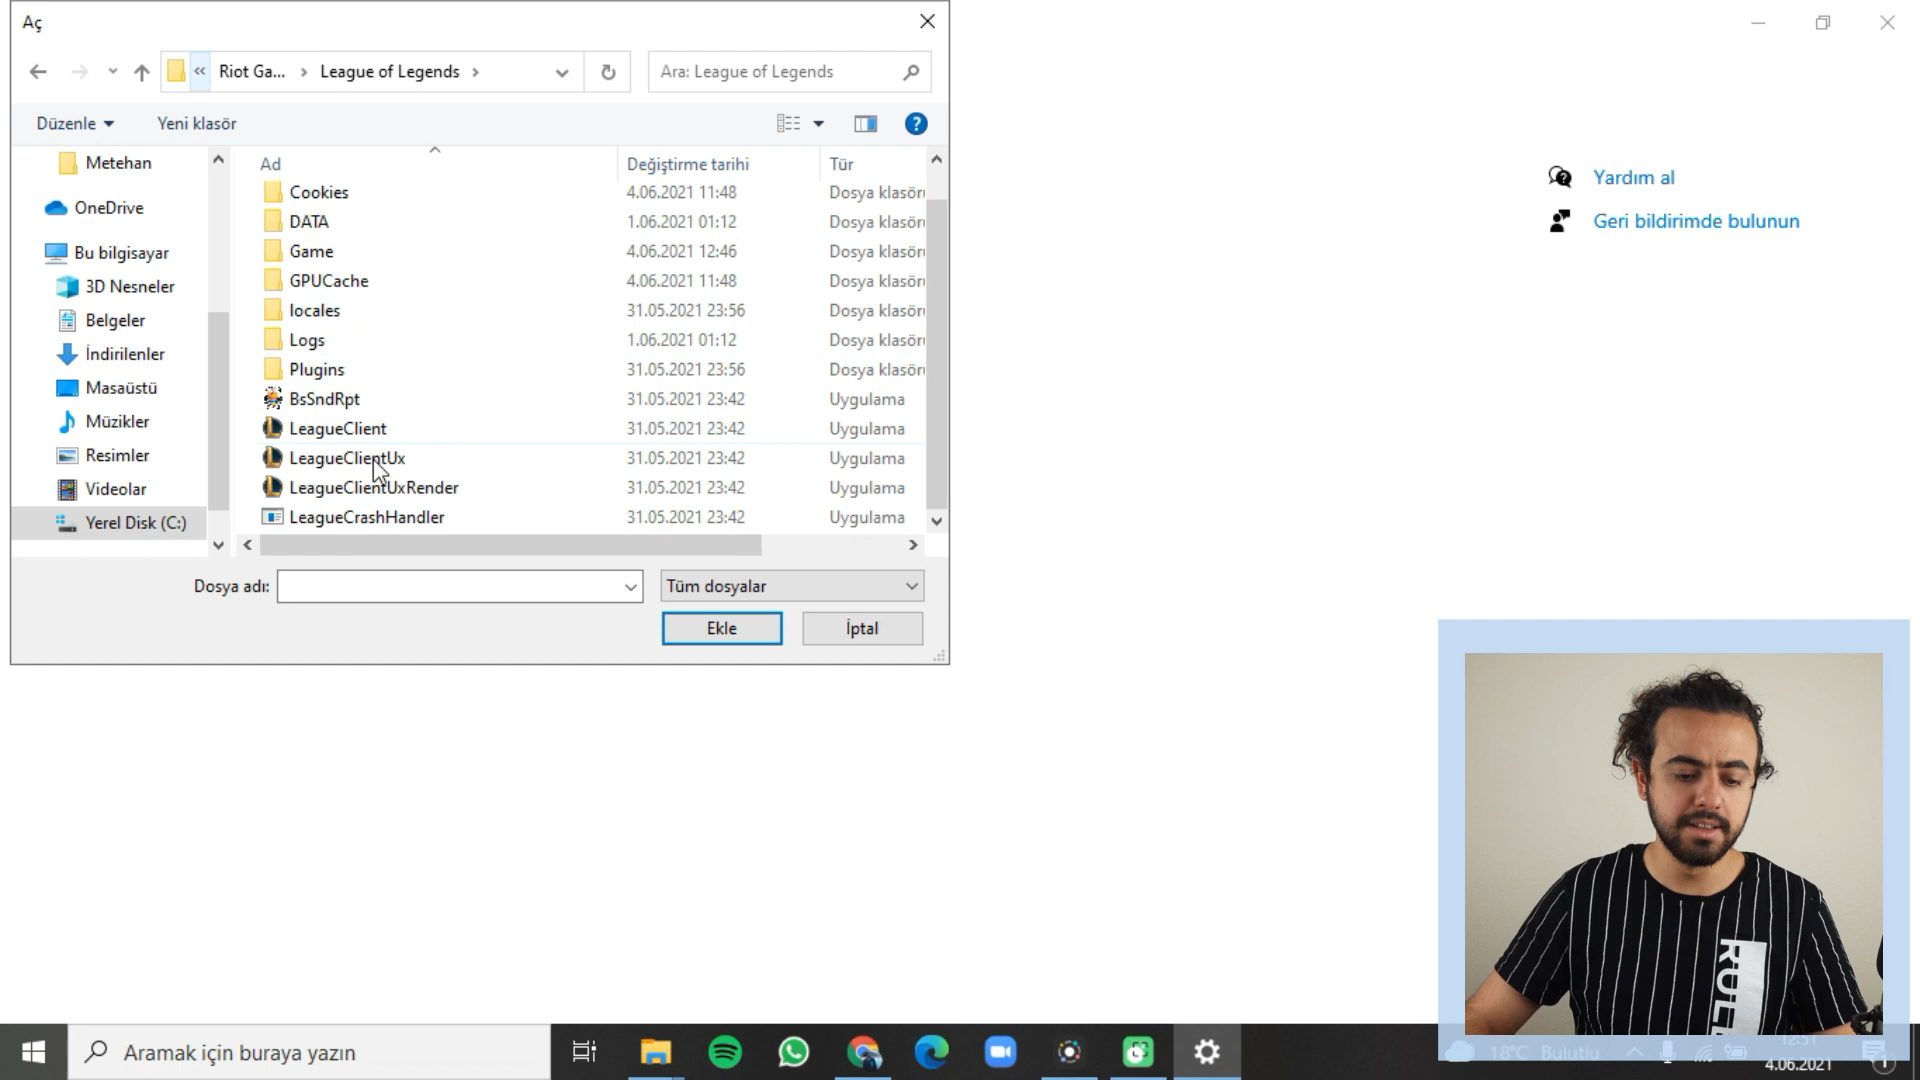 Aç
« Riot Ga... › League of Legends ›
Ara: League of Legends
Düzenle
Yeni klasör
Metehan
OneDrive
Bu bilgisayar
3D Nesneler
Belgeler
İndirilenler
Masaüstü
Müzikler
Resimler
Videolar
Yerel Disk (C:)
Ad Değiştirme tarihi Tür
Cookies 4.06.2021 11:48 Dosya klasörü
DATA 1.06.2021 01:12 Dosya klasörü
Game 4.06.2021 12:46 Dosya klasörü
GPUCache 4.06.2021 11:48 Dosya klasörü
locales 31.05.2021 23:56 Dosya klasörü
Logs 1.06.2021 01:12 Dosya klasörü
Plugins 31.05.2021 23:56 Dosya klasörü
BsSndRpt 31.05.2021 23:42 Uygulama
LeagueClient 31.05.2021 23:42 Uygulama
LeagueClientUx 31.05.2021 23:42 Uygulama
LeagueClientUxRender 31.05.2021 23:42 Uygulama
LeagueCrashHandler 31.05.2021 23:42 Uygulama
Dosya adı:
Tüm dosyalar
Ekle
İptal
Yardım al
Geri bildirimde bulunun
Aramak için buraya yazın
18°C Bulutlu
12:51
4.06.2021